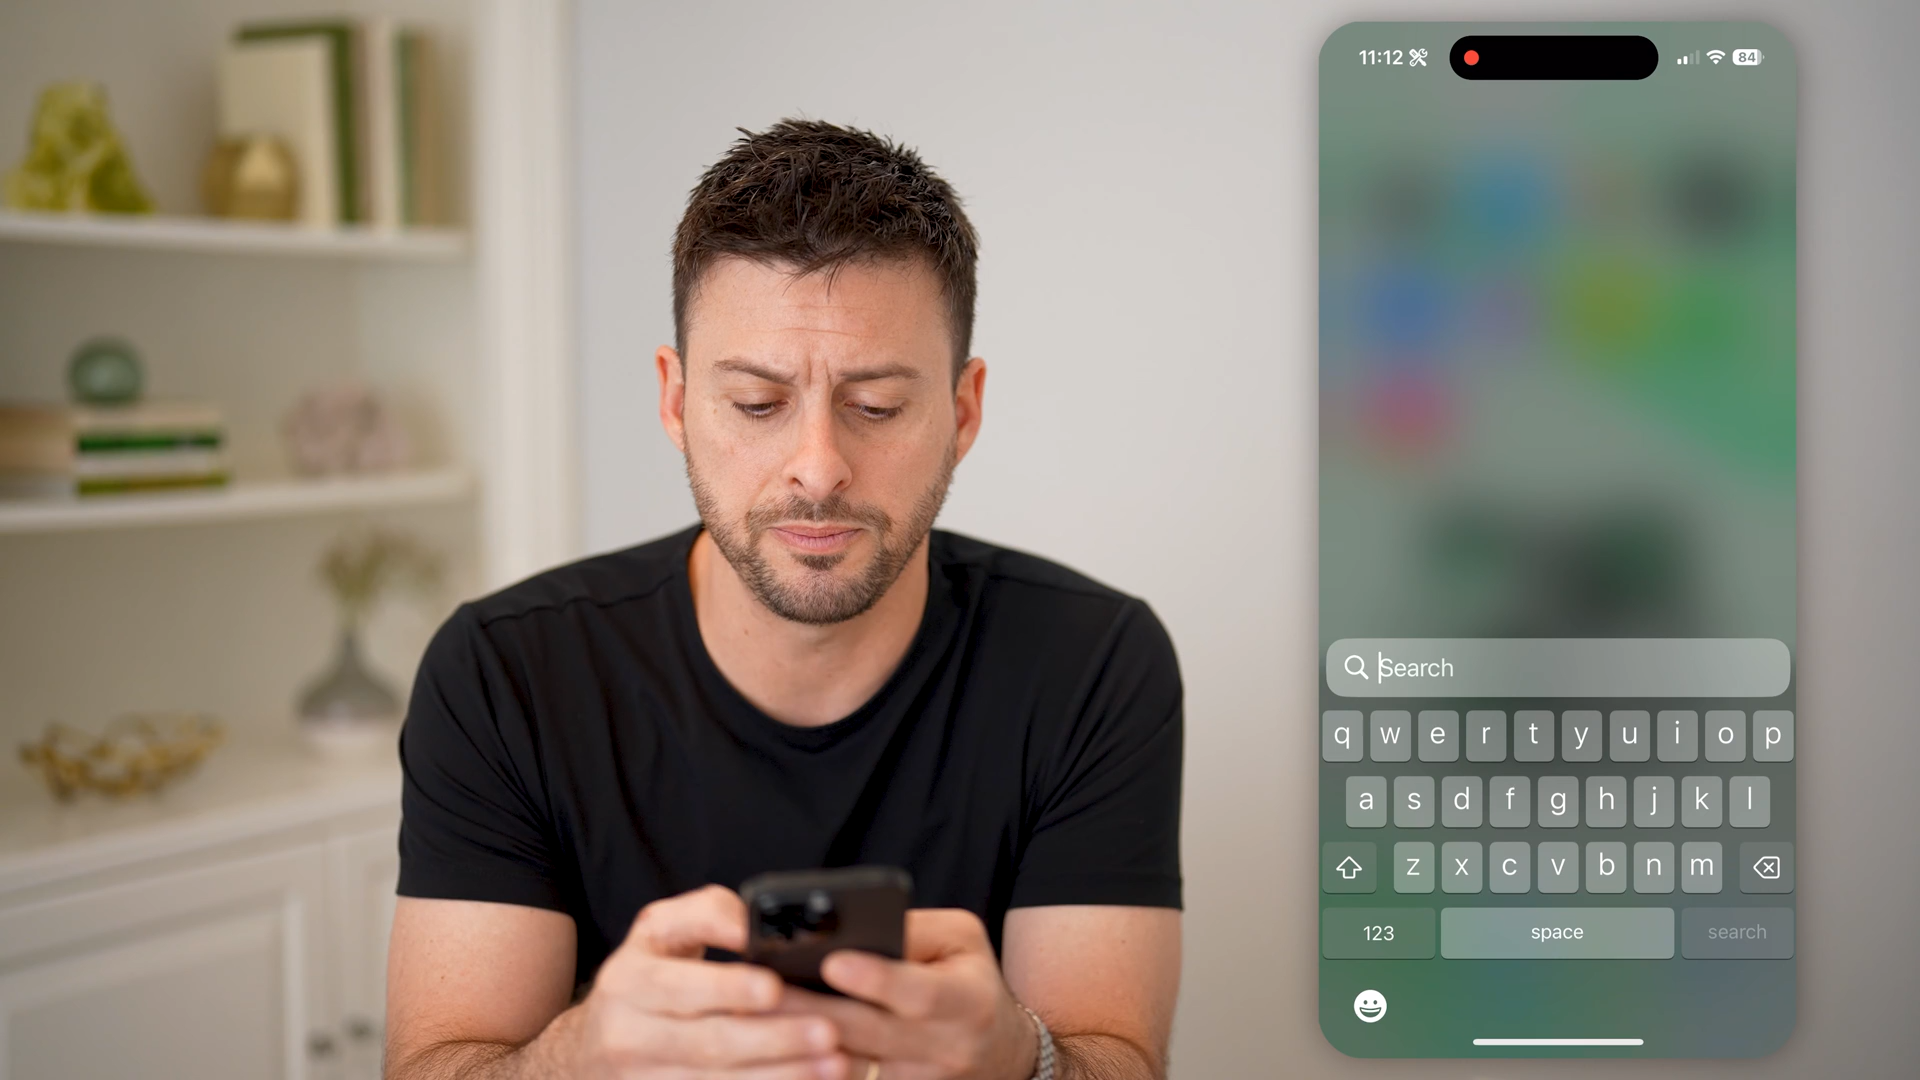 11:12
84
Search
q w e r t y u i o p
a s d f g h j k l
z x c v b n m
123 space search